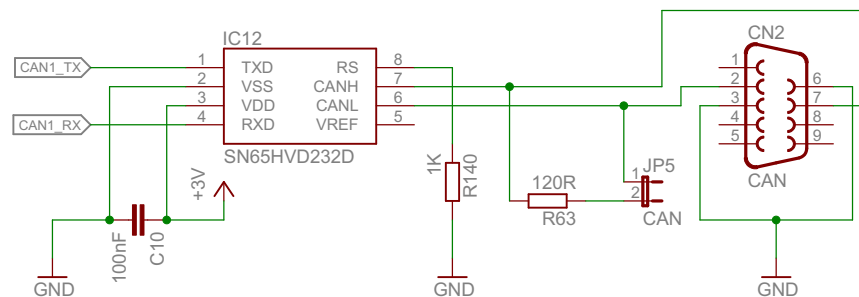 IC12
CN2
CAN1_TX
1
TXD
RS
8
2
VSS
CANH
7
3
VDD
CANL
6
CAN1_RX
4
RXD
VREF
5
SN65HVD232D
1
2
3
4
5
6
7
8
9
CAN
+3V
1K
R140
120R
R63
1
2
JP5
CAN
100nF
C10
GND
GND
GND